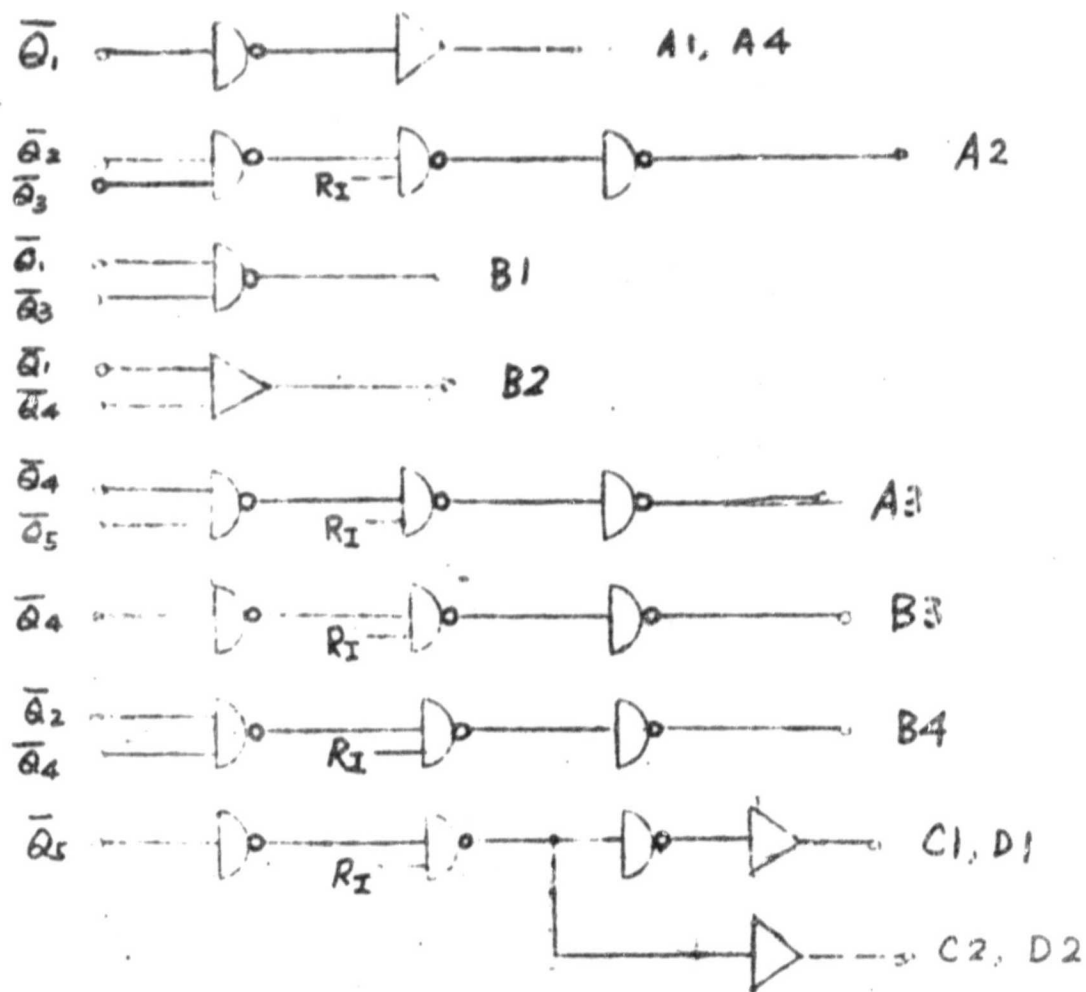 Q̅₁ A1, A4
Q̅₂ A2
Q̅₃ R_I
Q̅₁ B1
Q̅₃
Q̅₁ B2
Q̅₄
Q̅₄ A3
Q̅₅ R_I
Q̅₄ B3
R_I
Q̅₂ B4
Q̅₄ R_I
Q̅₅ C1, D1
R_I
C2, D2